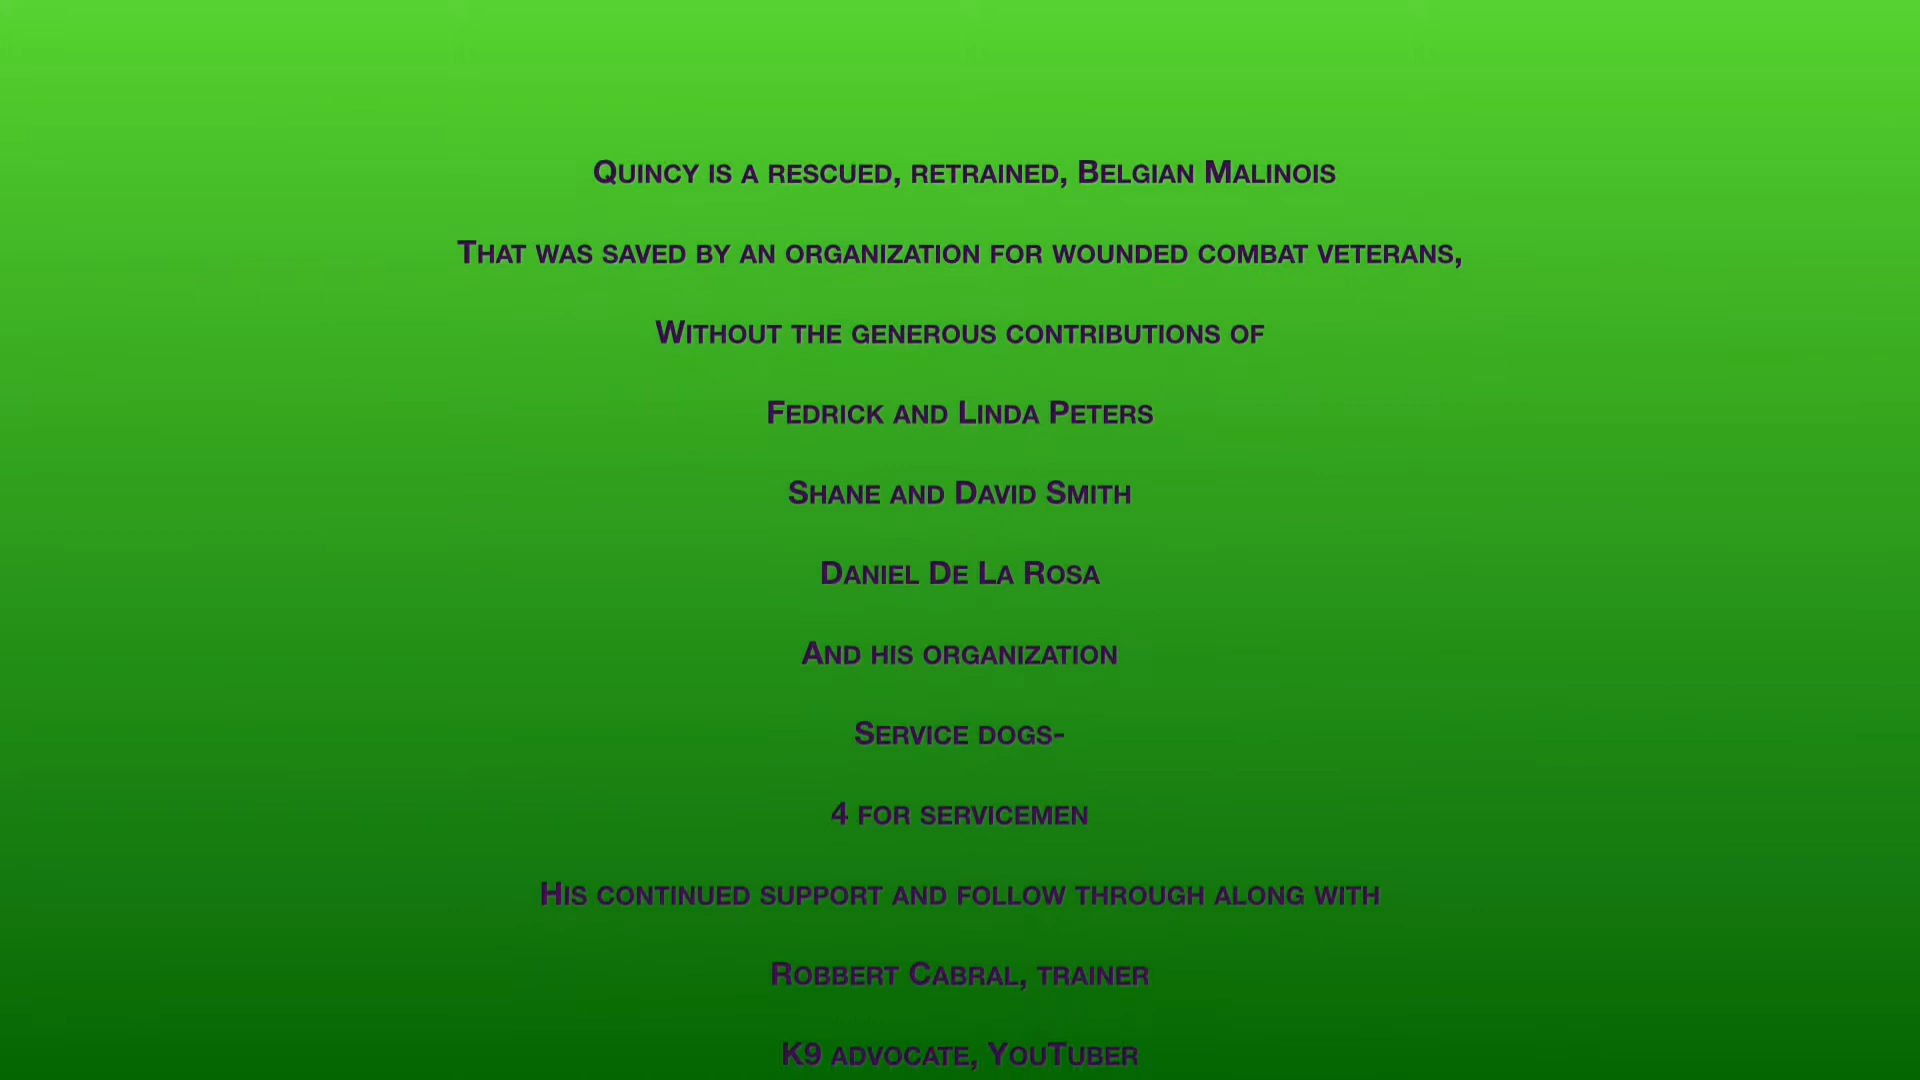 Quincy is a rescued, retrained, Belgian Malinois
That was saved by an organization for wounded combat veterans,
Without the generous contributions of
Fedrick and Linda Peters
Shane and David Smith
Daniel De La Rosa
And his organization
Service dogs-
4 for servicemen
His continued support and follow through along with
Robbert Cabral, trainer
K9 advocate, YouTuber